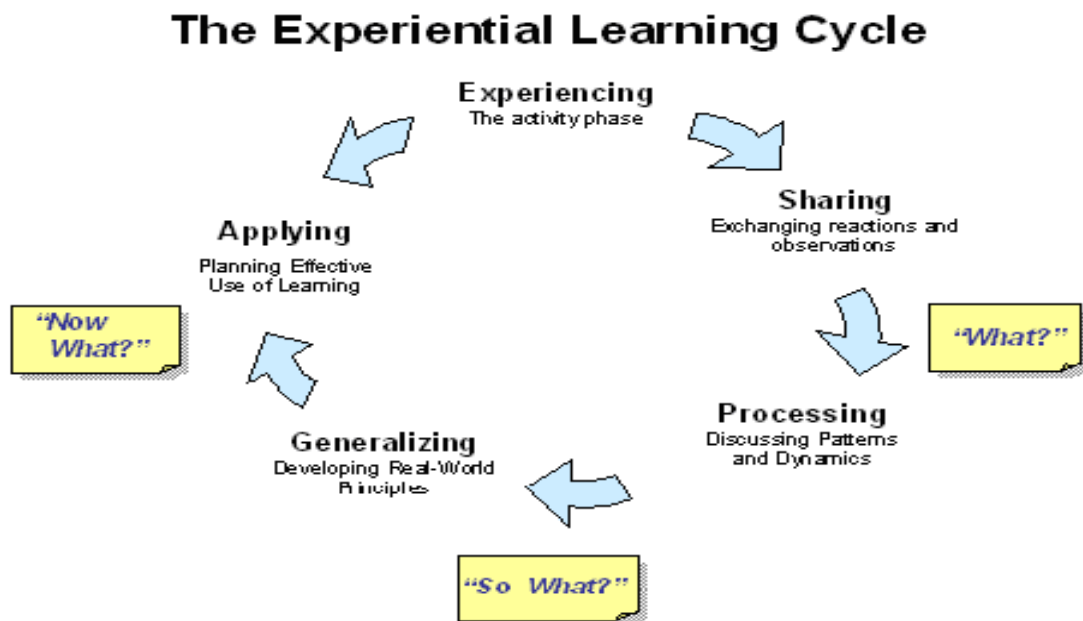 The Experiential Learning Cycle
Experiencing
The activity phase
Sharing
Exchanging reactions and
observations
"What?"
Processing
Discussing Patterns
and Dynamics
"So What?"
Generalizing
Developing Real-World
Principles
"Now
What?"
Applying
Planning Effective
Use of Learning